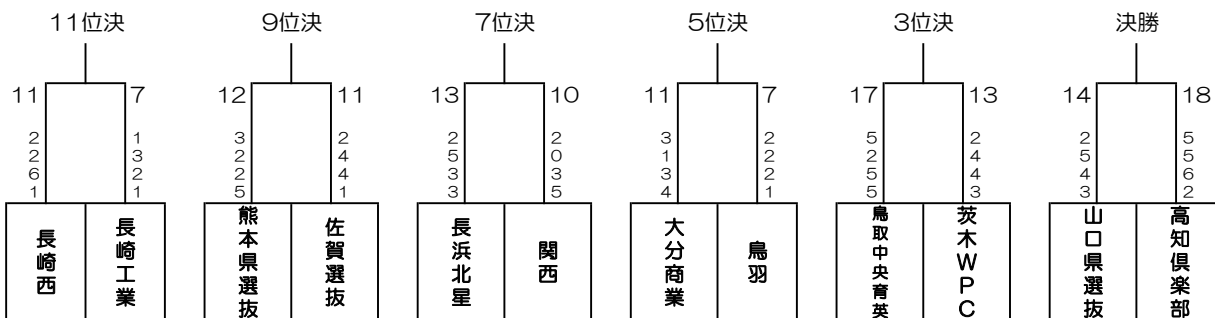 11位決 9位決 7位決 5位決 3位決 決勝
11 7 12 11 13 10 11 7 17 13 14 18
2 1 3 2 2 2 3 2 5 2 2 5
2 3 2 4 5 0 1 2 2 4 5 5
6 2 2 4 3 3 3 2 5 4 4 6
1 1 5 1 3 5 4 1 5 3 3 2
長崎西
長崎工業
熊本県選抜
佐賀選抜
長浜北星
関西
大分商業
鳥羽
鳥取中央育英
茨木WPC
山口県選抜
高知倶楽部